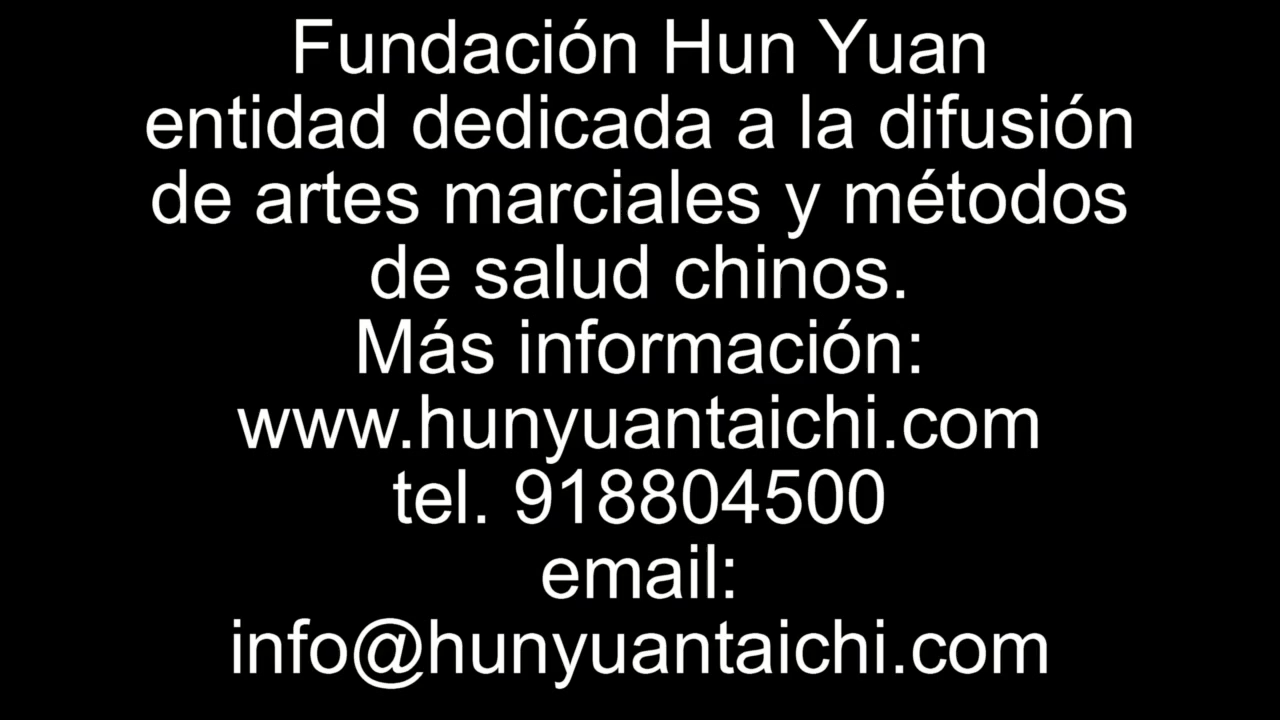 Fundación Hun Yuan
entidad dedicada a la difusión
de artes marciales y métodos
de salud chinos.
Más información:
www.hunyuantaichi.com
tel. 918804500
email:
info@hunyuantaichi.com